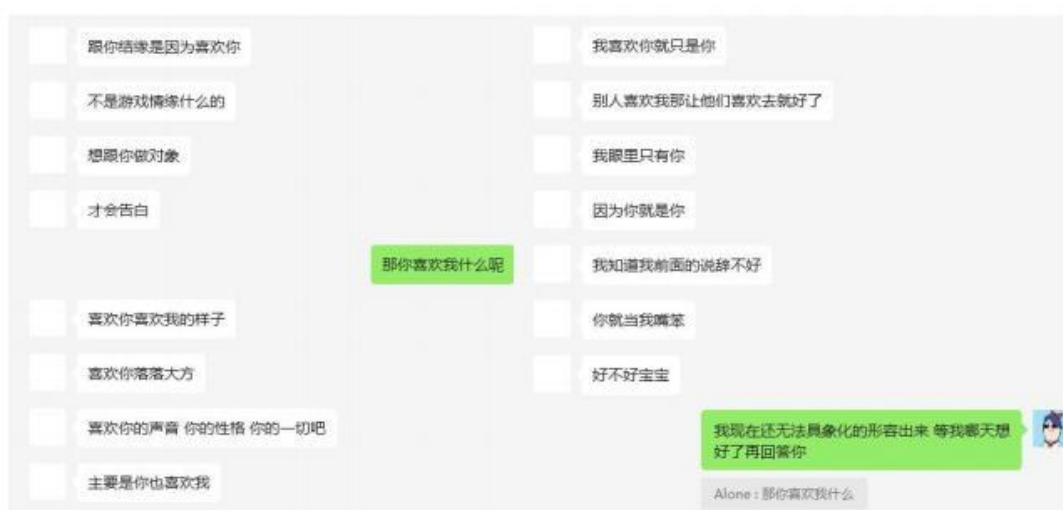 跟你结缘是因为喜欢你
不是游戏情缘什么的
想跟你做对象
才会告白
那你喜欢我什么呢
喜欢你喜欢我的样子
喜欢你落落大方
喜欢你的声音 你的性格 你的一切吧
主要是你也喜欢我
我喜欢你就只是你
别人喜欢我那让他们喜欢去就好了
我眼里只有你
因为你就是你
我知道我前面的说辞不好
你就当我嘴笨
好不好宝宝
我现在还无法具象化的形容出来 等我哪天想
好了再回答你
Alone : 那你喜欢我什么